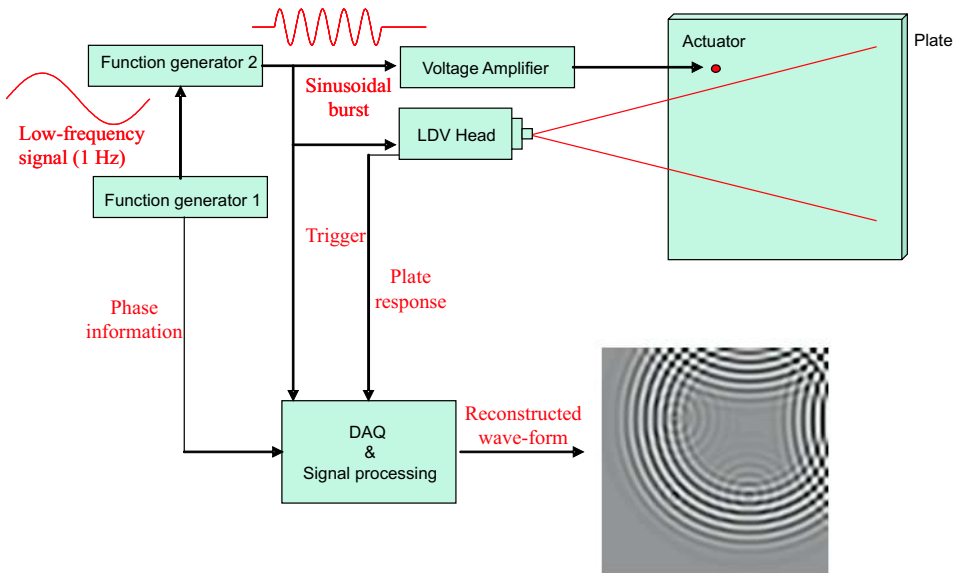 Function generator 2
Sinusoidal
burst
Voltage Amplifier
Actuator
Plate
Low-frequency
signal (1 Hz)
LDV Head
Function generator 1
Trigger
Plate
response
Phase
information
DAQ
&
Signal processing
Reconstructed
wave-form